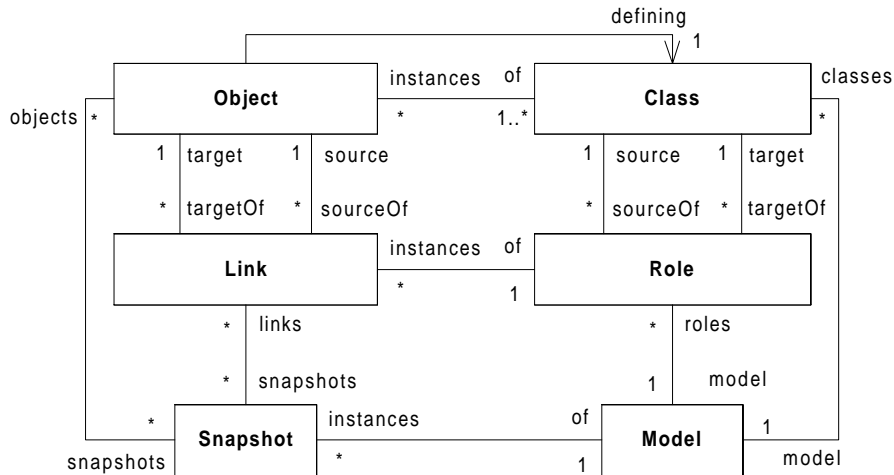 defining
1
instances of
classes
Object
Class
objects
*
*
1..*
*
1 target 1 source
1 source 1 target
* targetOf * sourceOf
* sourceOf * targetOf
instances of
Link
Role
*
1
* links
* roles
* snapshots
1 model
*
instances of
1
Snapshot
Model
snapshots
*
1
model